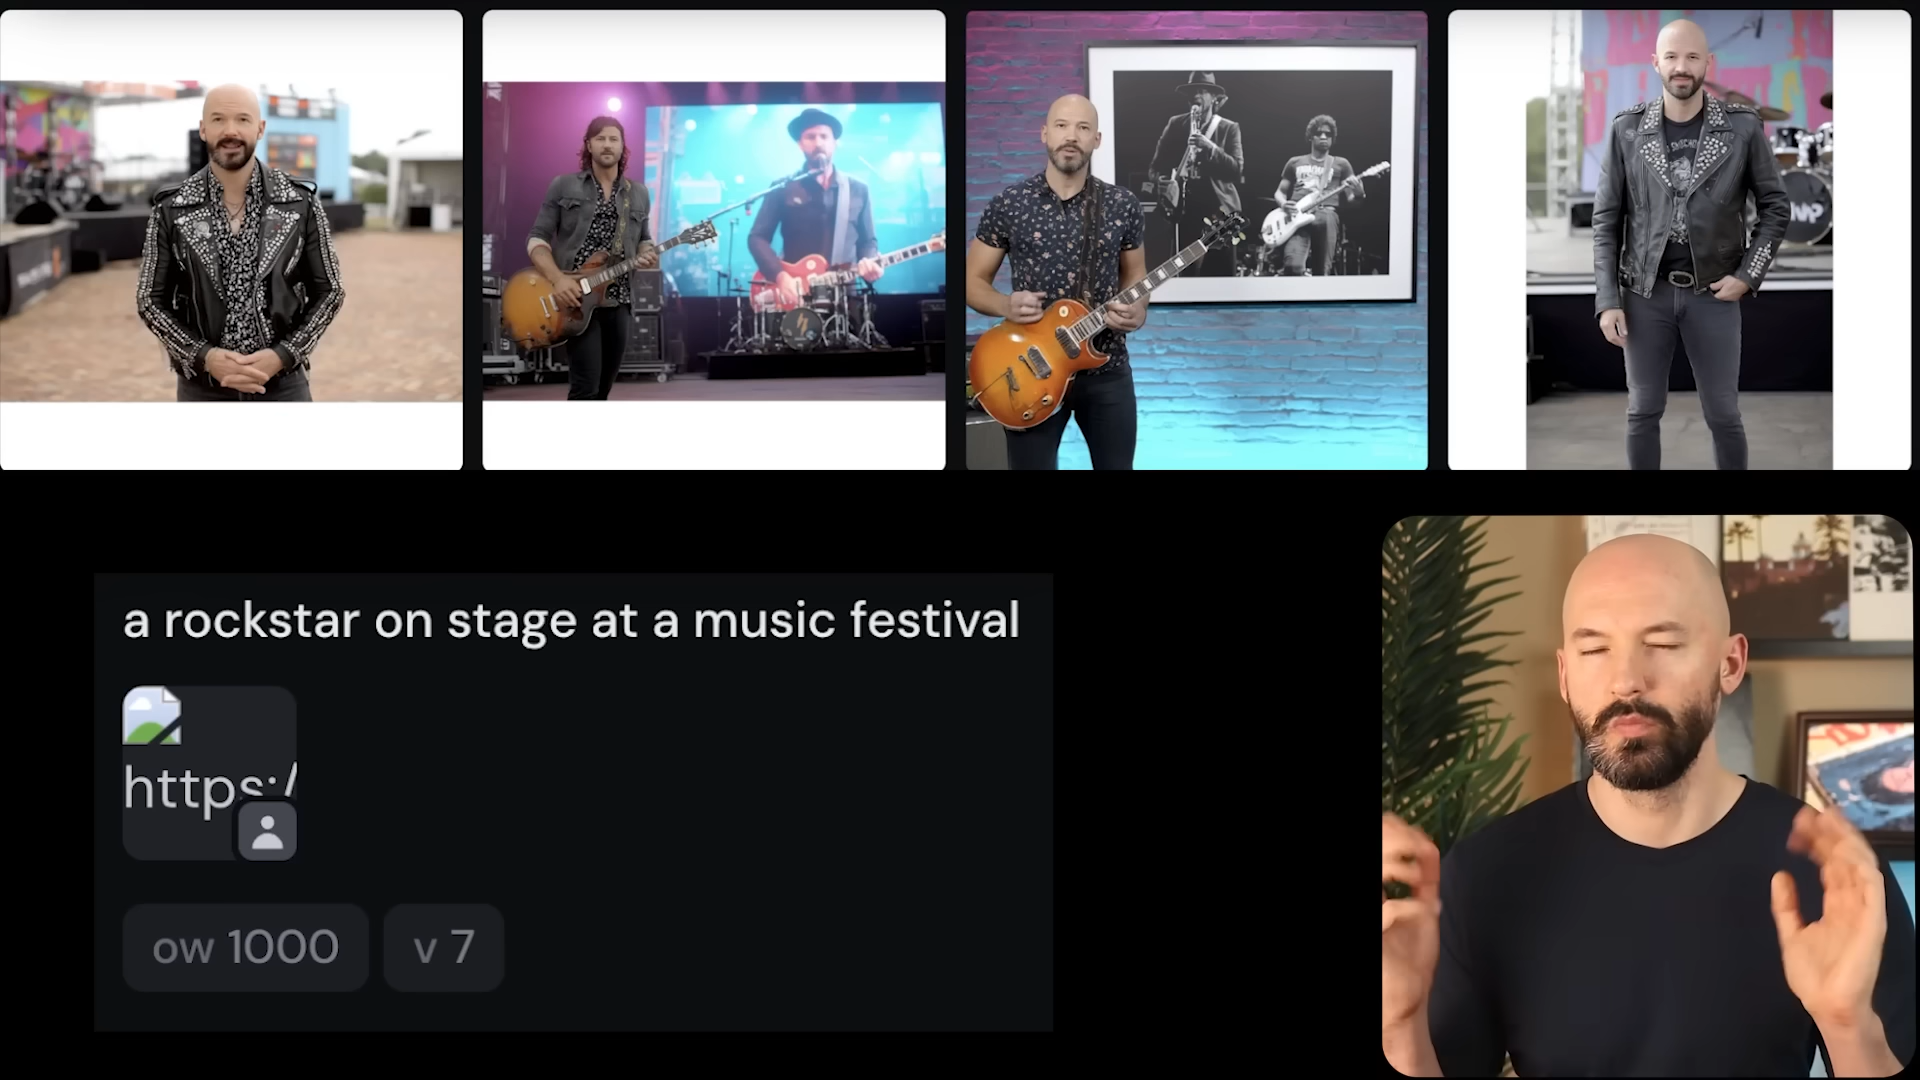 a rockstar on stage at a music festival
https:/
ow 1000
v 7